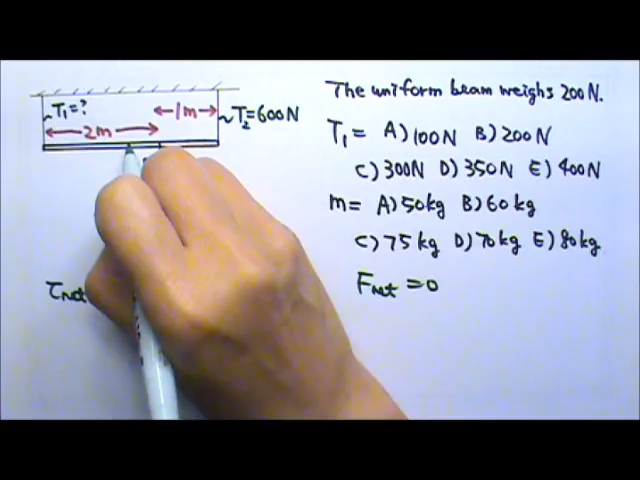 The uniform beam weighs 200N.
T₁=?
1m
T₂=600N
2m
T₁= A)100N B)200N
C)300N D)350N E)400N
m= A)50kg B)60kg
C)75kg D)70kg E)80kg
τnet
Fnet=0